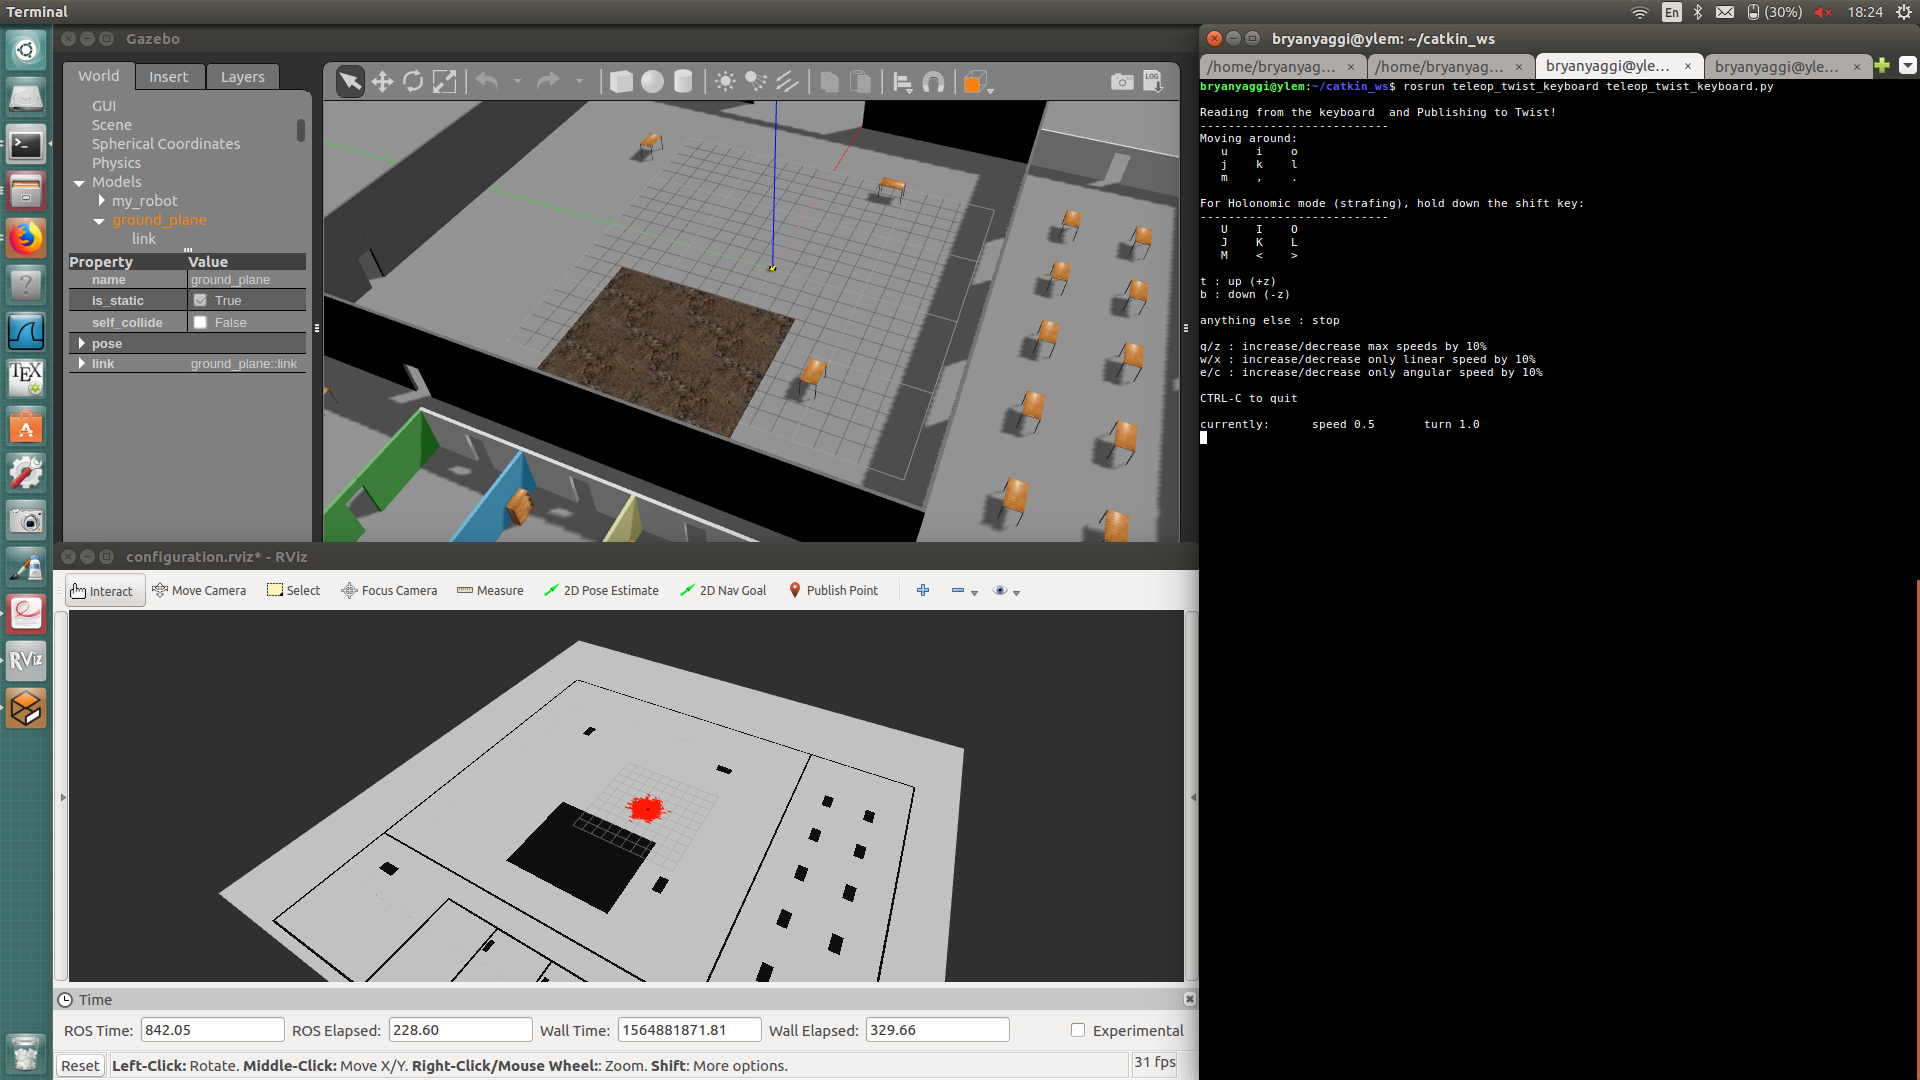 Terminal
En
(30%)
18:24
Gazebo
World
Insert
Layers
GUI
Scene
Spherical Coordinates
Physics
Models
my_robot
ground_plane
link
Property Value
name ground_plane
is_static True
self_collide False
pose
link ground_plane::link
LOG
TEX
RViz
configuration.rviz* - RViz
Interact Move Camera Select Focus Camera Measure 2D Pose Estimate 2D Nav Goal Publish Point
Time
ROS Time: 842.05 ROS Elapsed: 228.60 Wall Time: 1564881871.81 Wall Elapsed: 329.66 Experimental
Reset Left-Click: Rotate. Middle-Click: Move X/Y. Right-Click/Mouse Wheel:: Zoom. Shift: More options. 31 fps
bryanyaggi@ylem: ~/catkin_ws
/home/bryanyag... × /home/bryanyag... × bryanyaggi@yle... × bryanyaggi@yle... ×
bryanyaggi@ylem:~/catkin_ws$ rosrun teleop_twist_keyboard teleop_twist_keyboard.py
Reading from the keyboard  and Publishing to Twist!
---------------------------
Moving around:
u i o
j k l
m , .
For Holonomic mode (strafing), hold down the shift key:
---------------------------
U I O
J K L
M < >
t : up (+z)
b : down (-z)
anything else : stop
q/z : increase/decrease max speeds by 10%
w/x : increase/decrease only linear speed by 10%
e/c : increase/decrease only angular speed by 10%
CTRL-C to quit
currently: speed 0.5 turn 1.0